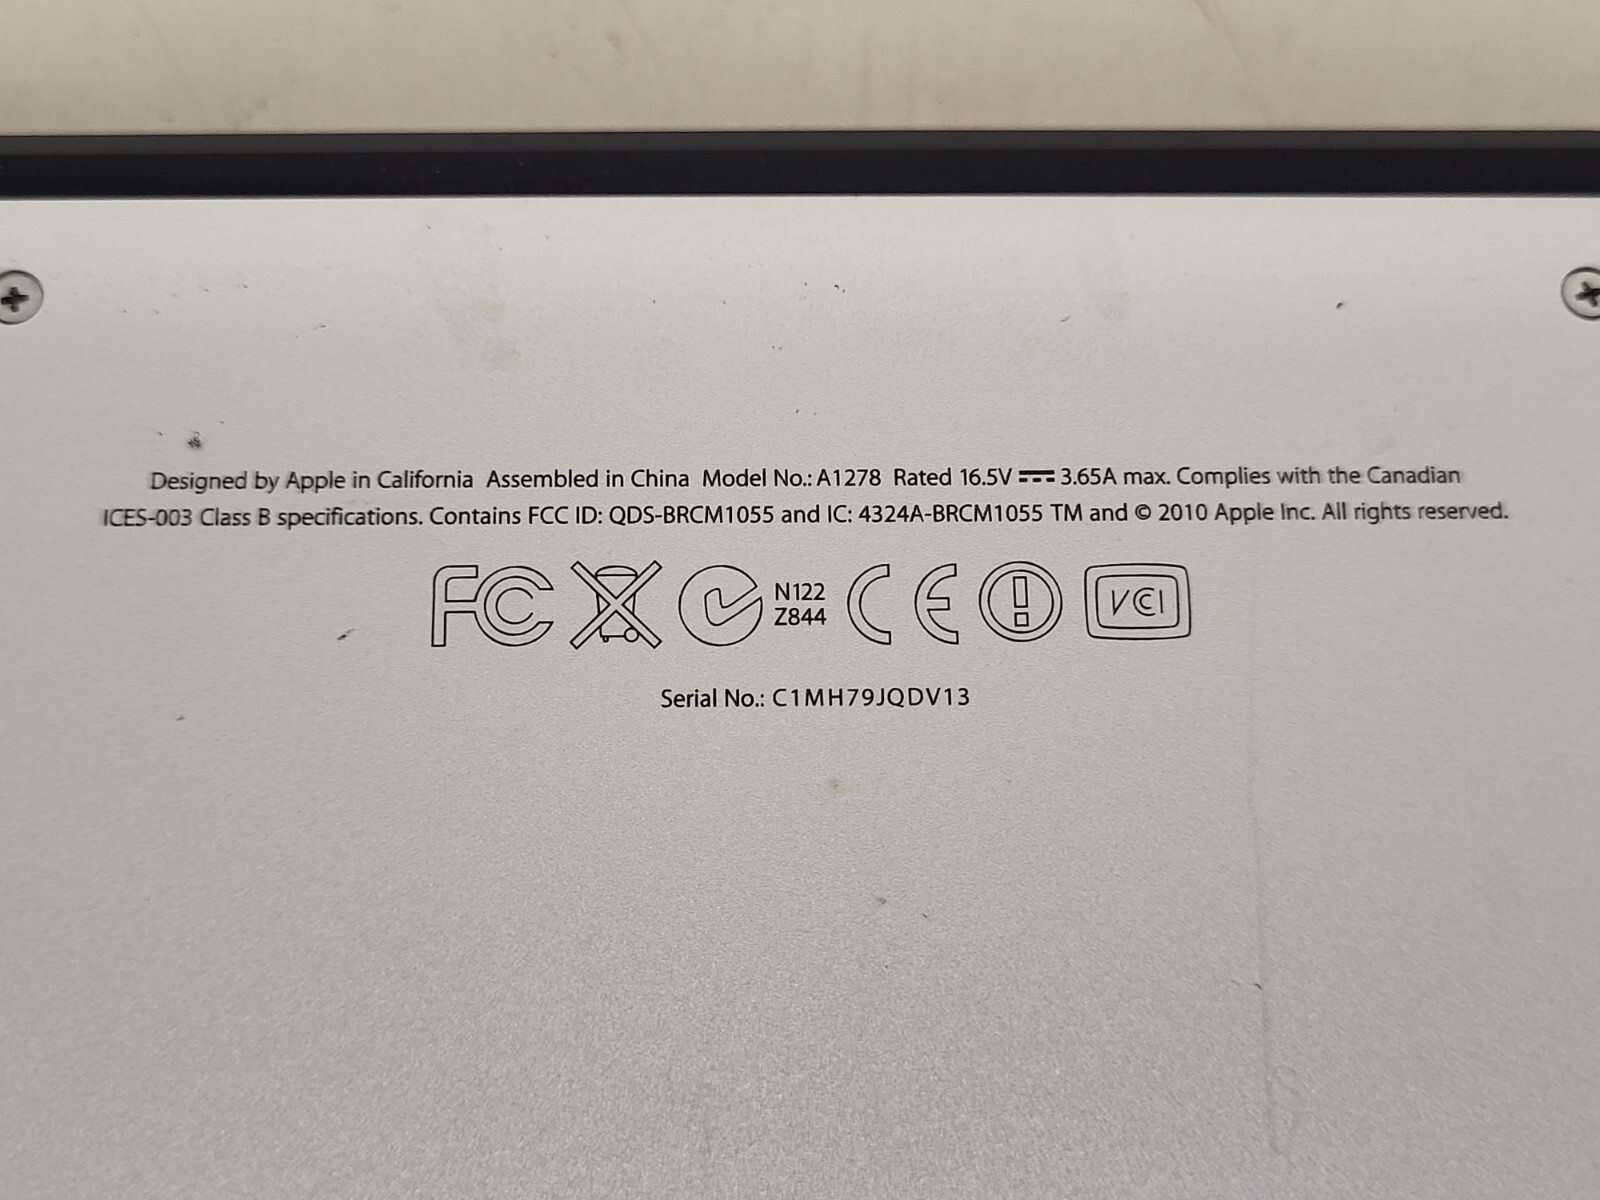 Designed by Apple in California Assembled in China Model No.: A1278 Rated 16.5V ⎓ 3.65A max. Complies with the Canadian
ICES-003 Class B specifications. Contains FCC ID: QDS-BRCM1055 and IC: 4324A-BRCM1055 TM and © 2010 Apple Inc. All rights reserved.
FC N122 CE VCI
Z844
Serial No.: C1MH79JQDV13